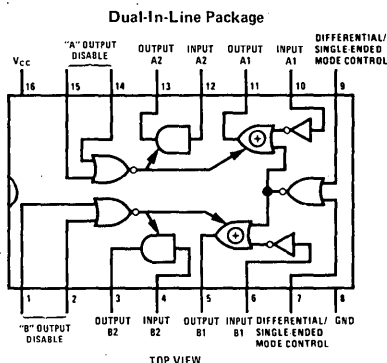 Dual-In-Line Package
"A" OUTPUT DISABLE
OUTPUT A2
INPUT A2
OUTPUT A1
INPUT A1
DIFFERENTIAL/ SINGLE-ENDED MODE CONTROL
VCC
16 15 14 13 12 11 10 9
1 2 3 4 5 6 7 8
"B" OUTPUT DISABLE
OUTPUT B2
INPUT B2
OUTPUT B1
INPUT B1
DIFFERENTIAL/ SINGLE-ENDED MODE CONTROL
GND
TOP VIEW